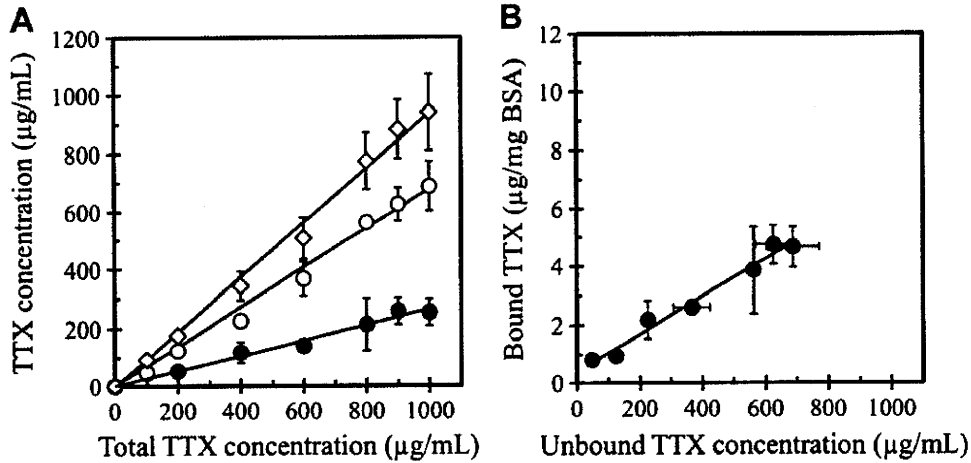 A
B
TTX concentration (µg/mL)
1200
1000
800
600
400
200
0
0 200 400 600 800 1000
Total TTX concentration (µg/mL)
Bound TTX (µg/mg BSA)
12
10
8
6
4
2
0
0 200 400 600 800 1000
Unbound TTX concentration (µg/mL)